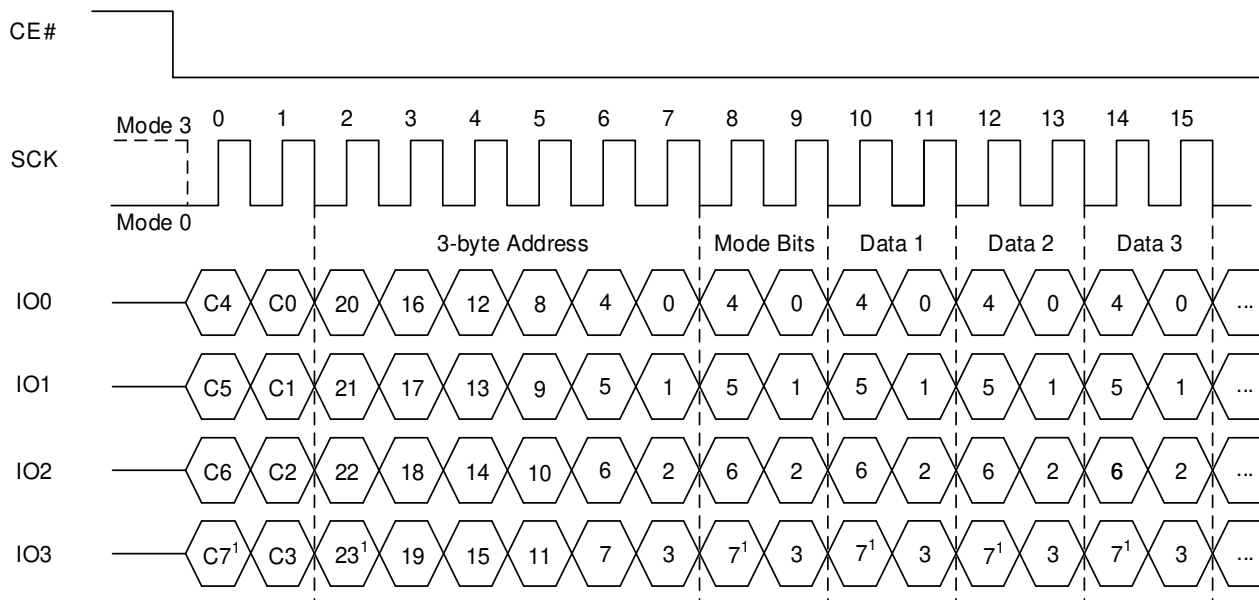 CE#
Mode 3 0 1 2 3 4 5 6 7 8 9 10 11 12 13 14 15
SCK
Mode 0
3-byte Address Mode Bits Data 1 Data 2 Data 3
IO0 C4 C0 20 16 12 8 4 0 4 0 4 0 4 0 4 0 ...
IO1 C5 C1 21 17 13 9 5 1 5 1 5 1 5 1 5 1 ...
IO2 C6 C2 22 18 14 10 6 2 6 2 6 2 6 2 6 2 ...
IO3 C7¹ C3 23¹ 19 15 11 7 3 7¹ 3 7¹ 3 7¹ 3 7¹ 3 ...